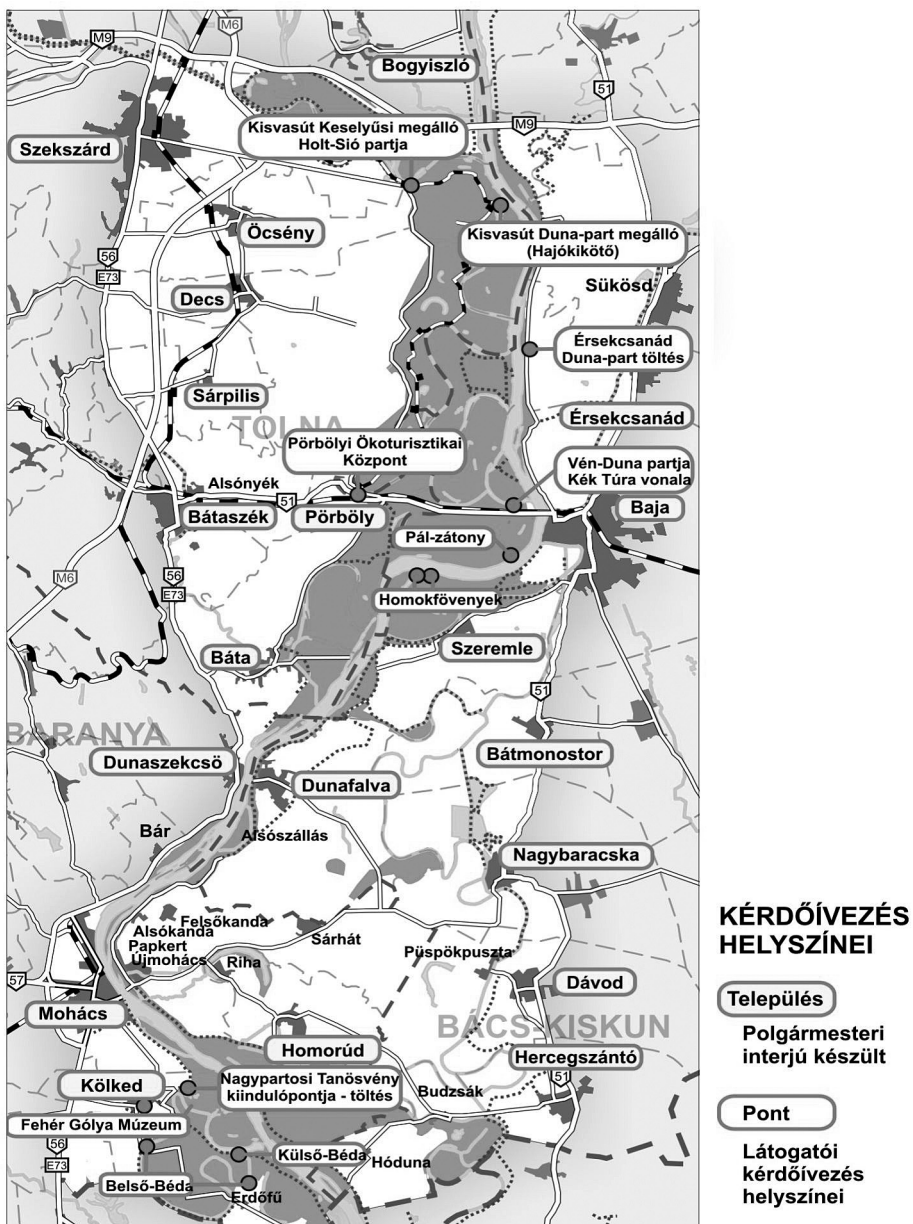 M6
M9
Bogyiszló
51
Kisvasút Keselyűsi megálló
Holt-Sió partja
M9
Szekszárd
Öcsény
Kisvasút Duna-part megálló
(Hajókikötő)
56
E73
Sükösd
Decs
Érsekcsanád
Duna-part töltés
Sárpilis
Érsekcsanád
TOLNA
Pörbölyi Ökoturisztikai
Központ
Vén-Duna partja
Kék Túra vonala
Alsónyék
51
Bátaszék
Pörböly
Baja
Pál-zátony
M6
56
E73
Homokfövenyek
Szeremle
Báta
51
BARANYA
Bátmonostor
Dunaszekcsö
Dunafalva
Bár
Alsószállás
Nagybaracska
Felsőkanda
Alsókanda
Papkert
Újmohács
Sárhát
Riha
Püspökpuszta
57
Dávod
Mohács
BÁCS-KISKUN
Homorúd
Hercegszántó
51
Kölked
Nagypartosi Tanösvény
kiindulópontja - töltés
Budzsák
Fehér Gólya Múzeum
56
E73
Külső-Béda
Hóduna
Belső-Béda
Erdőfű
KÉRDŐÍVEZÉS
HELYSZÍNEI
Település
Polgármesteri
interjú készült
Pont
Látogatói
kérdőívezés
helyszínei